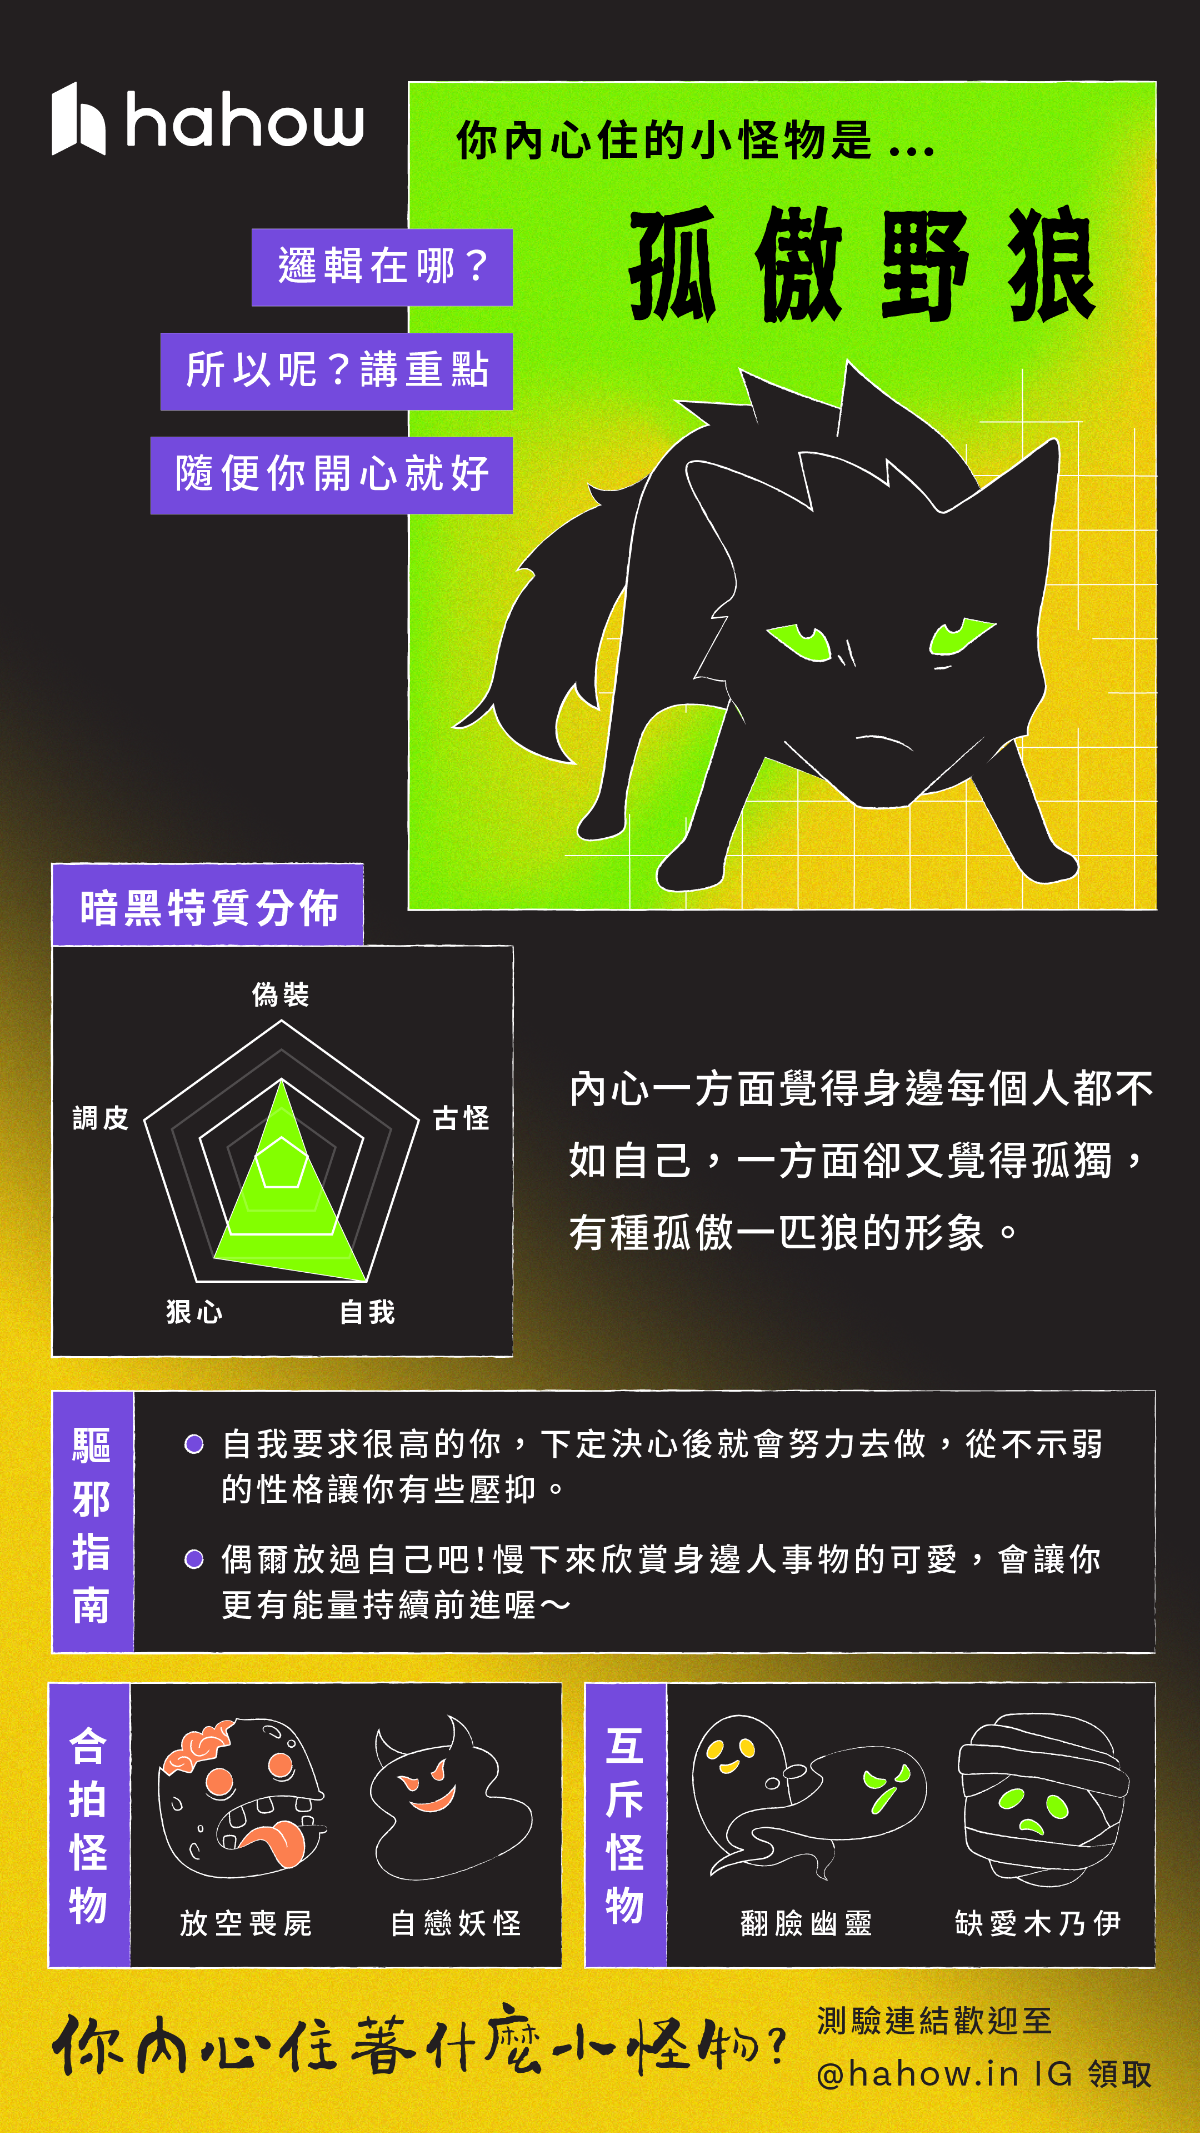 hahow
你內心住的小怪物是 ...
孤傲野狼
邏輯在哪？
所以呢？講重點
隨便你開心就好
暗黑特質分佈
偽裝
調皮
古怪
狠心
自我
內心一方面覺得身邊每個人都不
如自己，一方面卻又覺得孤獨，
有種孤傲一匹狼的形象。
驅邪指南
自我要求很高的你，下定決心後就會努力去做，從不示弱
的性格讓你有些壓抑。
偶爾放過自己吧！慢下來欣賞身邊人事物的可愛，會讓你
更有能量持續前進喔～
合拍怪物
放空喪屍
自戀妖怪
互斥怪物
翻臉幽靈
缺愛木乃伊
你內心住著什麼小怪物?
測驗連結歡迎至
@hahow.in IG 領取